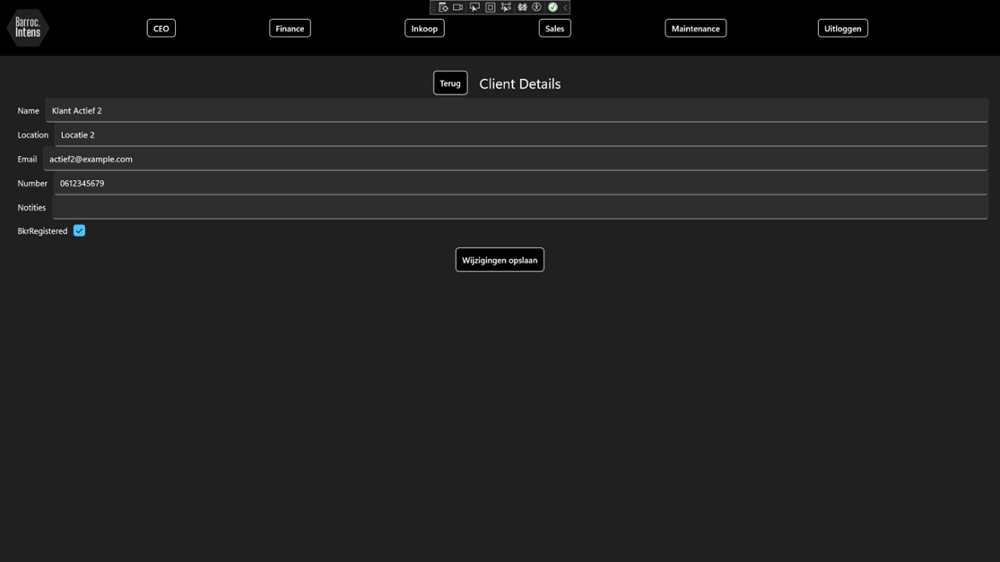 Barroc.
Intens
CEO
Finance
Inkoop
Sales
Maintenance
Uitloggen
Terug
Client Details
Name
Klant Actief 2
Location
Locatie 2
Email
actief2@example.com
Number
0612345679
Notities
BkrRegistered
Wijzigingen opslaan